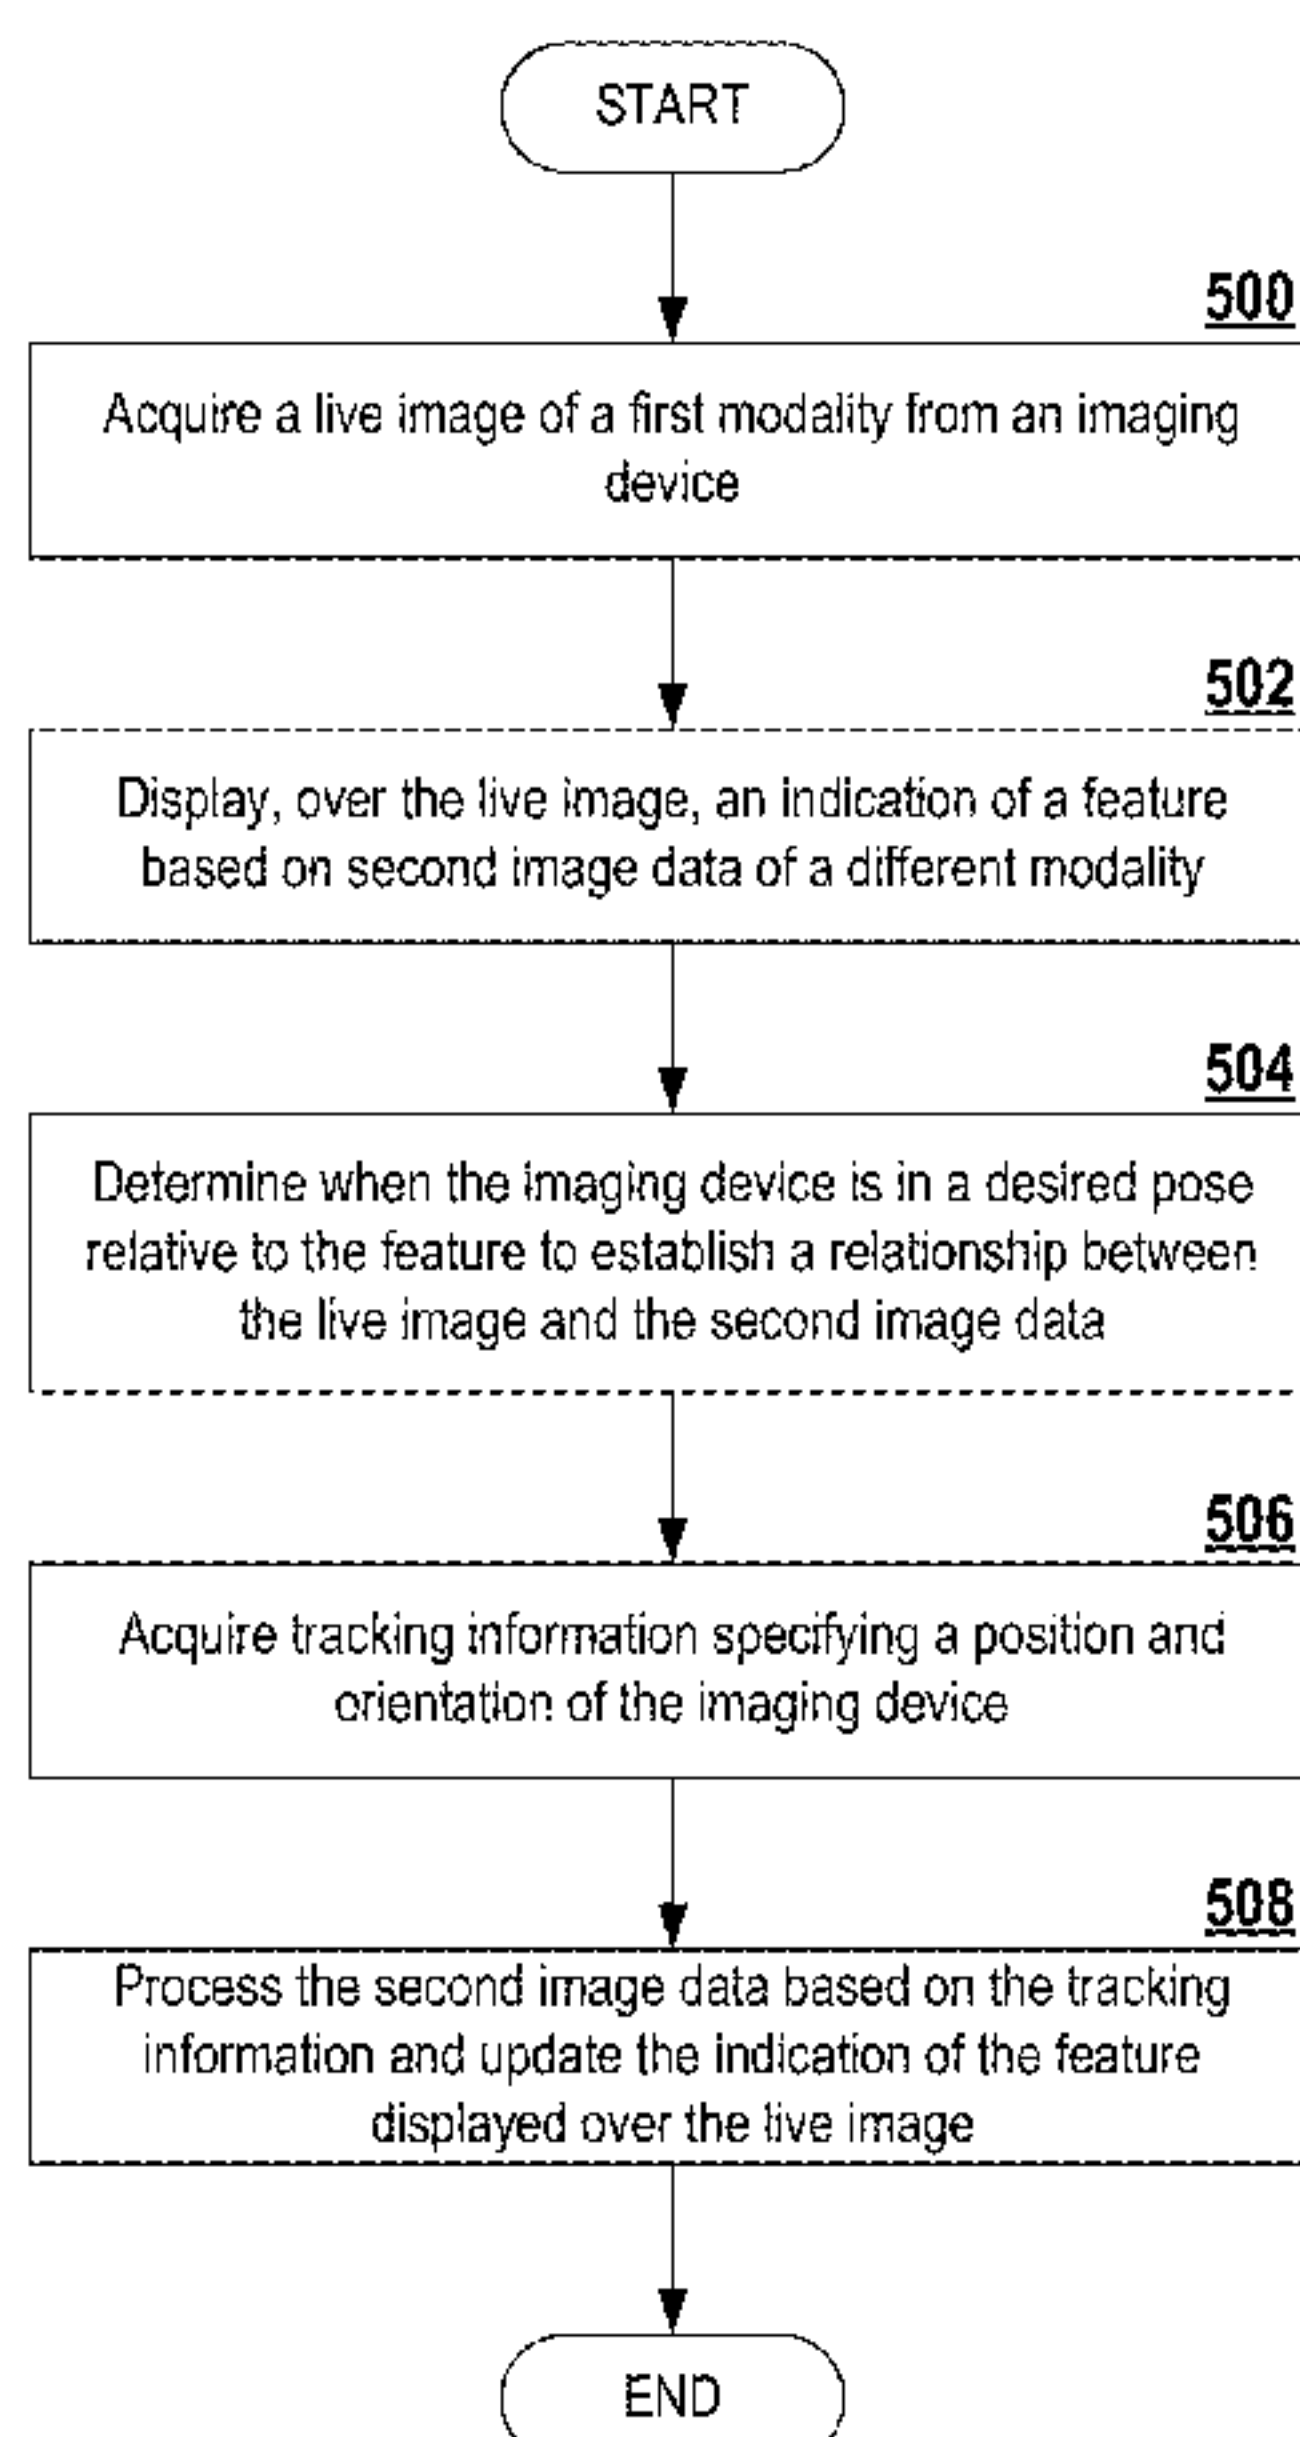 START
500
Acquire a live image of a first modality from an imaging
device
502
Display, over the live image, an indication of a feature
based on second image data of a different modality
504
Determine when the imaging device is in a desired pose
relative to the feature to establish a relationship between
the live image and the second image data
506
Acquire tracking information specifying a position and
orientation of the imaging device
508
Process the second image data based on the tracking
information and update the indication of the feature
displayed over the live image
END